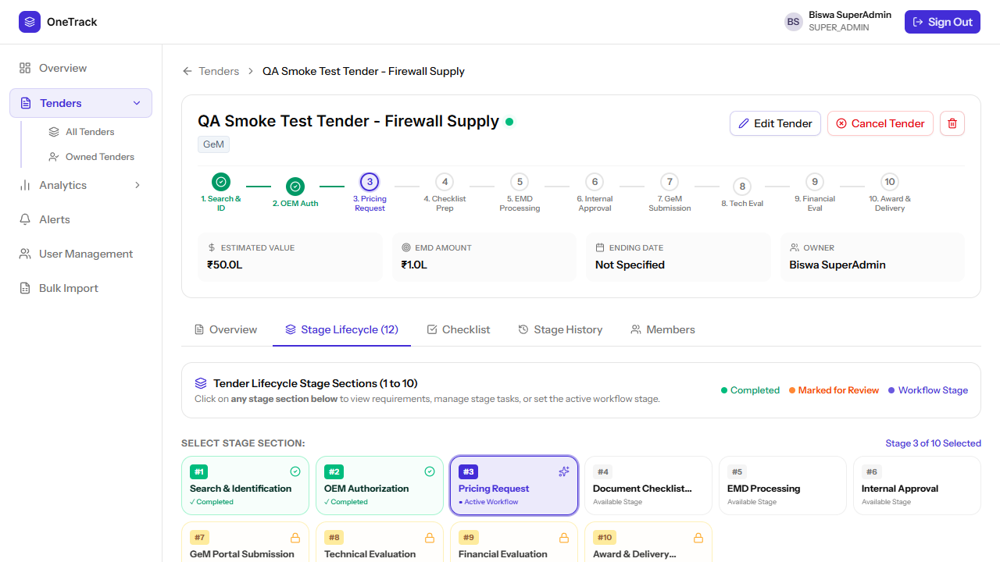 OneTrack
BS
Biswa SuperAdmin
SUPER_ADMIN
Sign Out
Overview
Tenders
All Tenders
Owned Tenders
Analytics
Alerts
User Management
Bulk Import
Tenders
QA Smoke Test Tender - Firewall Supply
QA Smoke Test Tender - Firewall Supply
GeM
Edit Tender
Cancel Tender
1. Search &
ID
2. OEM Auth
3
3. Pricing
Request
4
4. Checklist
Prep
5
5. EMD
Processing
6
6. Internal
Approval
7
7. GeM
Submission
8
8. Tech Eval
9
9. Financial
Eval
10
10. Award &
Delivery
ESTIMATED VALUE
₹50.0L
EMD AMOUNT
₹1.0L
ENDING DATE
Not Specified
OWNER
Biswa SuperAdmin
Overview
Stage Lifecycle (12)
Checklist
Stage History
Members
Tender Lifecycle Stage Sections (1 to 10)
Click on any stage section below to view requirements, manage stage tasks, or set the active workflow stage.
Completed
Marked for Review
Workflow Stage
SELECT STAGE SECTION:
Stage 3 of 10 Selected
#1
Search & Identification
✓ Completed
#2
OEM Authorization
✓ Completed
#3
Pricing Request
● Active Workflow
#4
Document Checklist...
Available Stage
#5
EMD Processing
Available Stage
#6
Internal Approval
Available Stage
#7
GeM Portal Submission
#8
Technical Evaluation
#9
Financial Evaluation
#10
Award & Delivery...